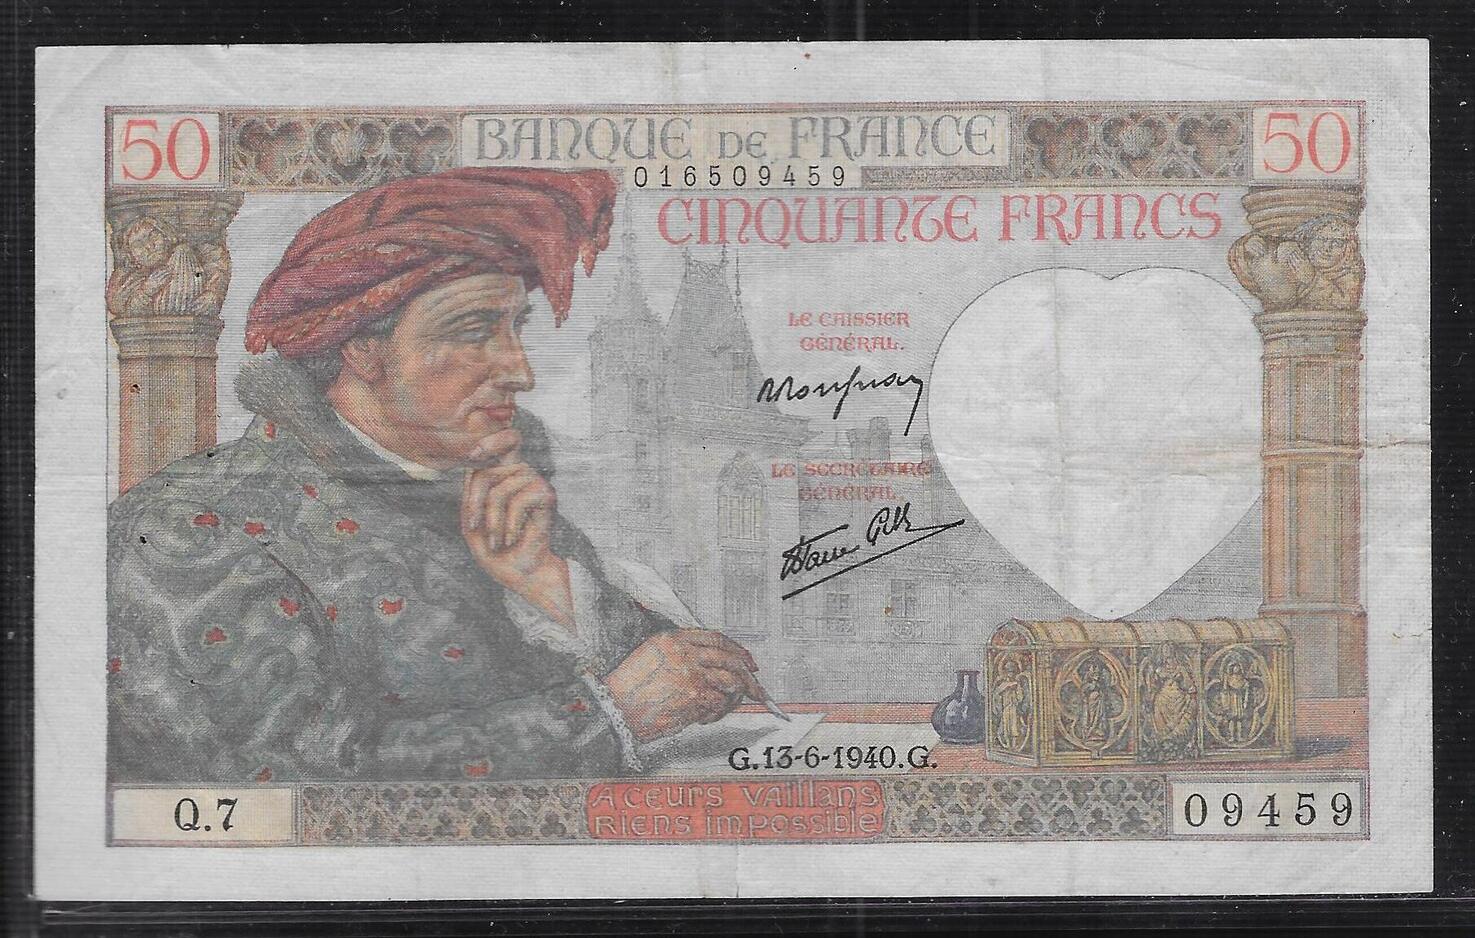 50 BANQUE DE FRANCE 50
016509459
CINQUANTE FRANCS
LE CAISSIER
GÉNÉRAL.
LE SECRÉTAIRE
GÉNÉRAL
G.13-6-1940.G.
Q.7
A CEURS VAILLANS
RIENS IMPOSSIBLE
09459